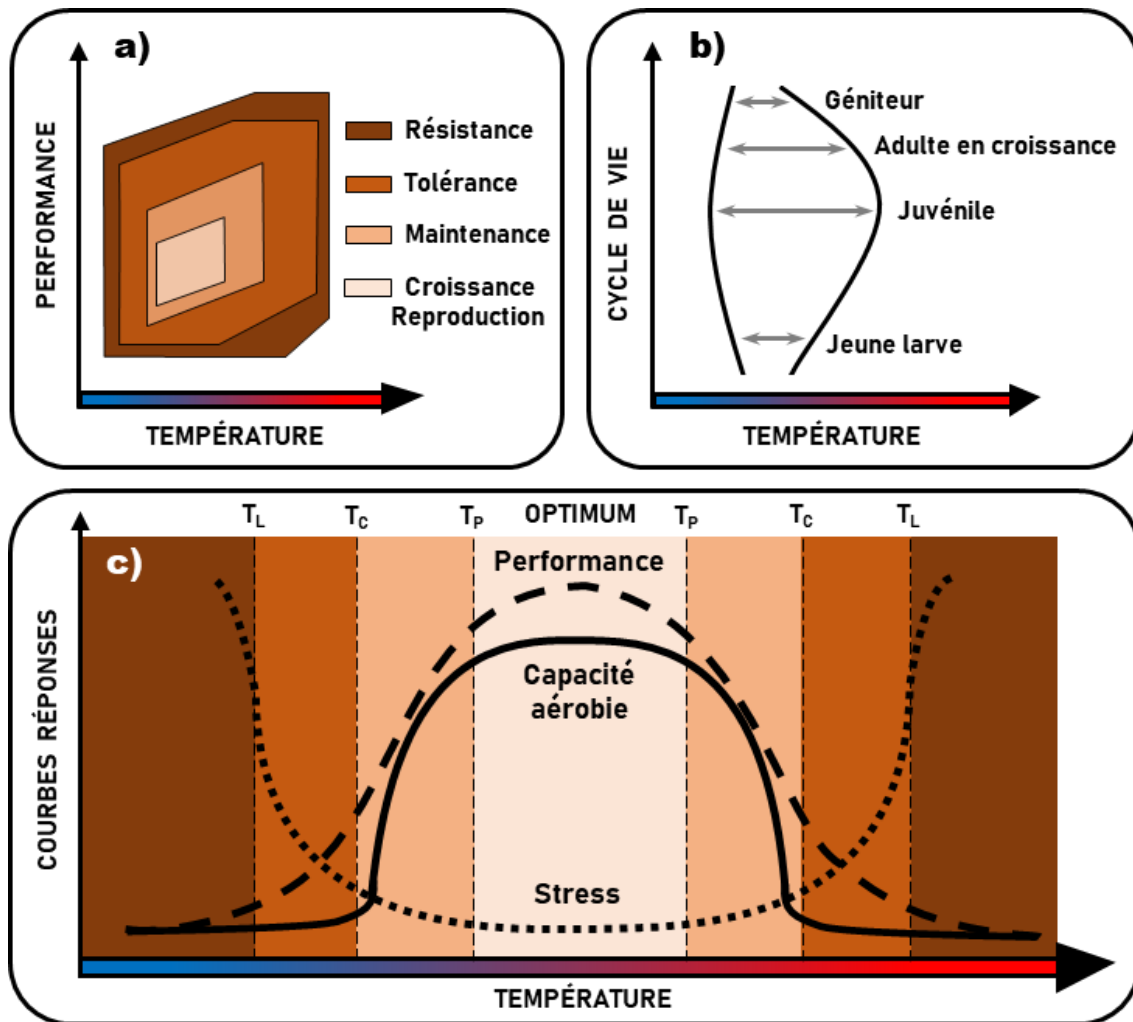 a)
PERFORMANCE
Résistance
Tolérance
Maintenance
Croissance
Reproduction
TEMPÉRATURE
b)
CYCLE DE VIE
Géniteur
Adulte en croissance
Juvénile
Jeune larve
TEMPÉRATURE
T_L T_C T_P OPTIMUM T_P T_C T_L
c)
COURBES RÉPONSES
Performance
Capacité
aérobie
Stress
TEMPÉRATURE